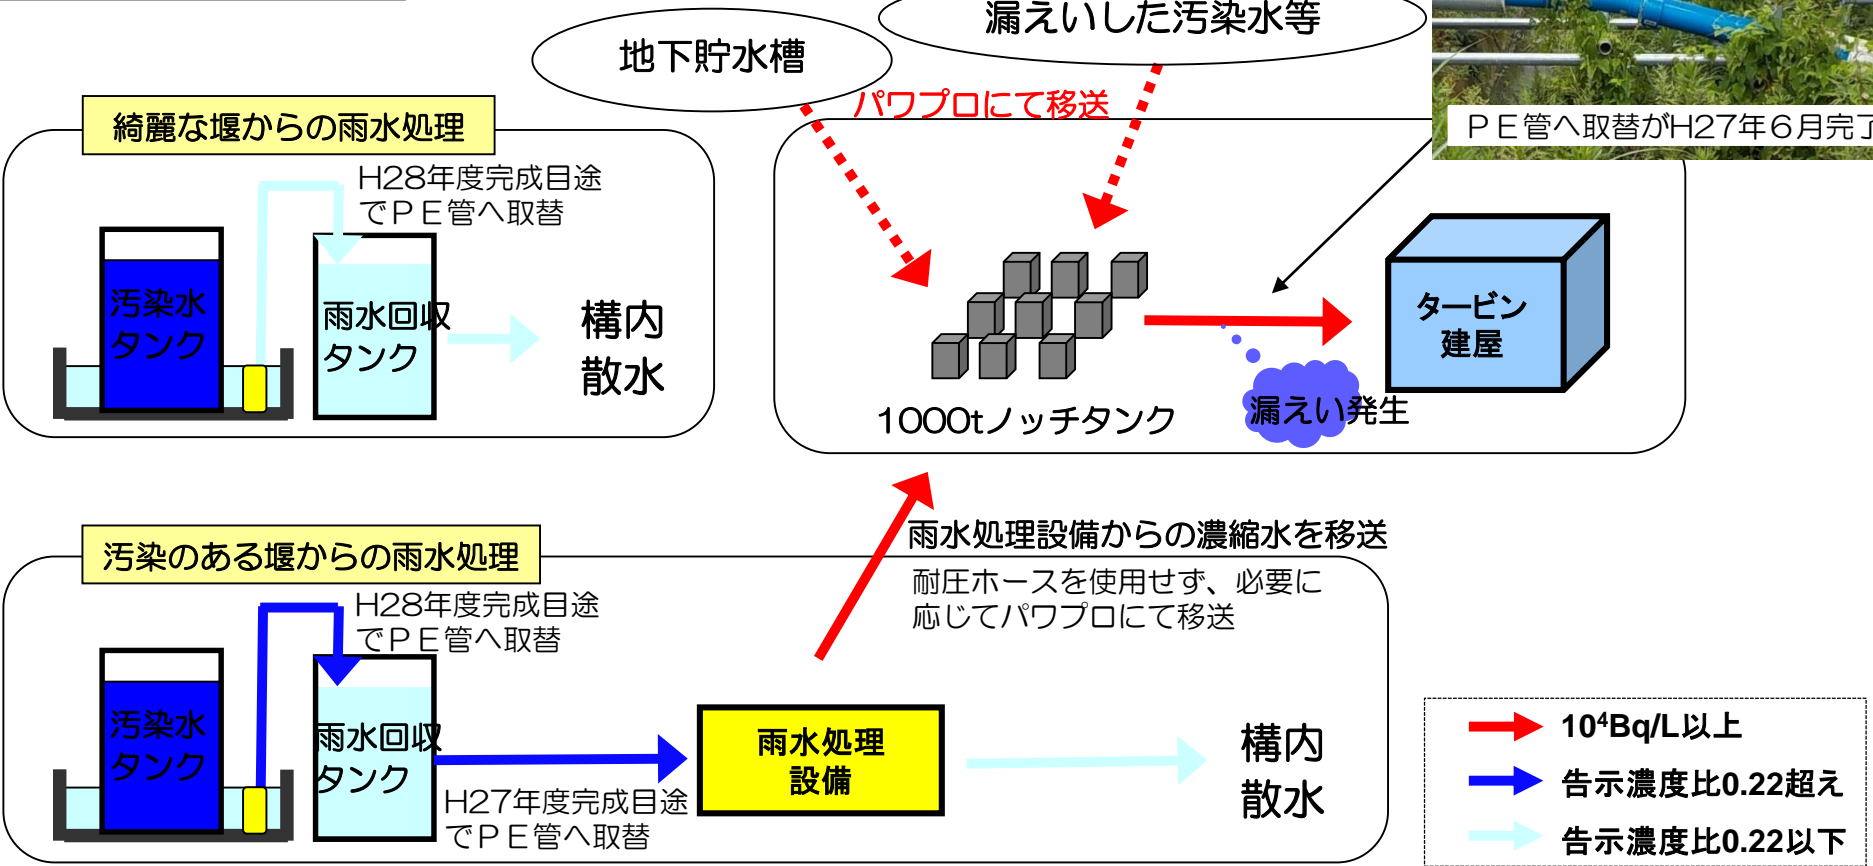 漏えいした汚染水等
地下貯水槽
パワプロにて移送
ＰＥ管へ取替がH27年６月完了
綺麗な堰からの雨水処理
H28年度完成目途
でＰＥ管へ取替
汚染水
タンク
雨水回収
タンク
構内
散水
1000tノッチタンク
漏えい発生
タービン
建屋
汚染のある堰からの雨水処理
雨水処理設備からの濃縮水を移送
耐圧ホースを使用せず、必要に
応じてパワプロにて移送
H28年度完成目途
でＰＥ管へ取替
汚染水
タンク
雨水回収
タンク
H27年度完成目途
でＰＥ管へ取替
雨水処理
設備
構内
散水
10⁴Bq/L以上
告示濃度比0.22超え
告示濃度比0.22以下